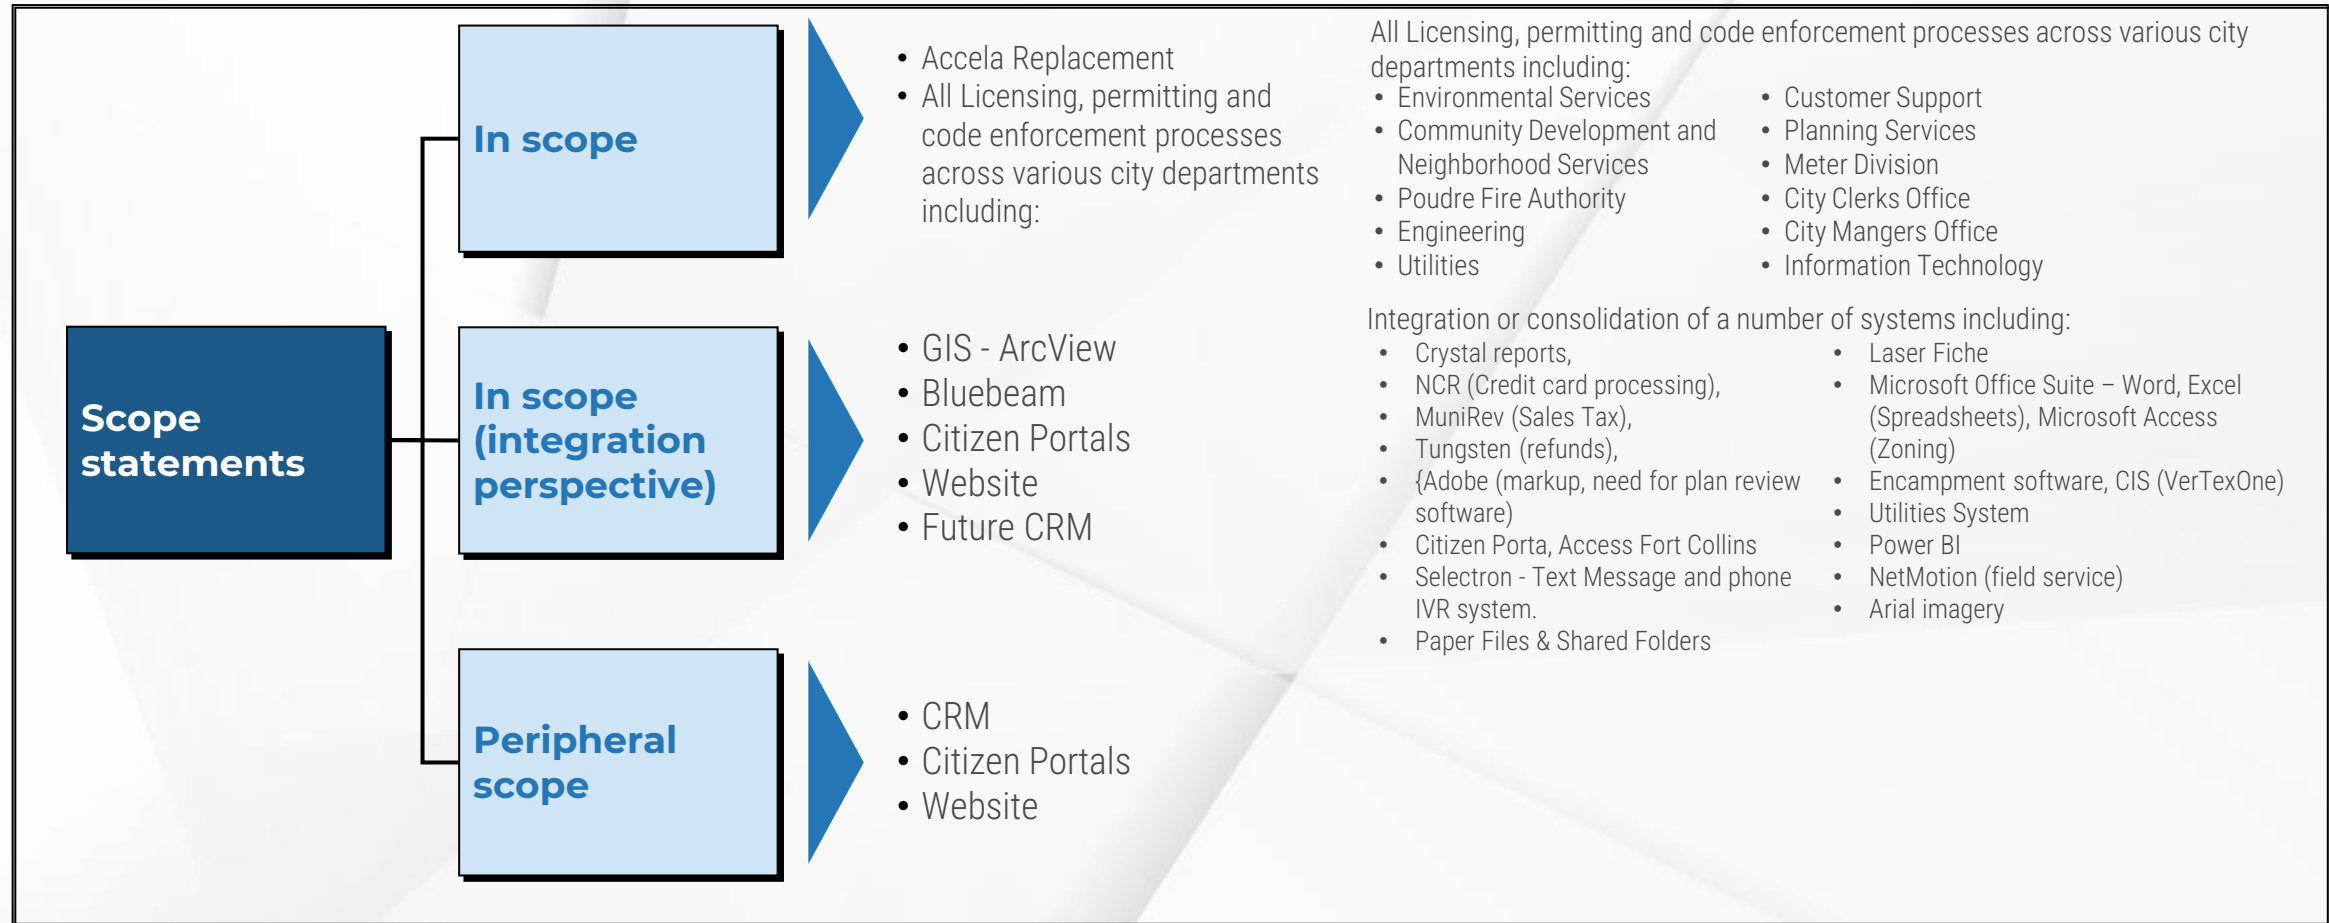 Scope
statements
In scope
• Accela Replacement
• All Licensing, permitting and
code enforcement processes
across various city departments
including:
In scope
(integration
perspective)
• GIS - ArcView
• Bluebeam
• Citizen Portals
• Website
• Future CRM
Peripheral
scope
• CRM
• Citizen Portals
• Website
All Licensing, permitting and code enforcement processes across various city
departments including:
• Environmental Services
• Community Development and
Neighborhood Services
• Poudre Fire Authority
• Engineering
• Utilities
• Customer Support
• Planning Services
• Meter Division
• City Clerks Office
• City Mangers Office
• Information Technology
Integration or consolidation of a number of systems including:
• Crystal reports,
• NCR (Credit card processing),
• MuniRev (Sales Tax),
• Tungsten (refunds),
• {Adobe (markup, need for plan review
software)
• Citizen Porta, Access Fort Collins
• Selectron - Text Message and phone
IVR system.
• Paper Files & Shared Folders
• Laser Fiche
• Microsoft Office Suite – Word, Excel
(Spreadsheets), Microsoft Access
(Zoning)
• Encampment software, CIS (VerTexOne)
• Utilities System
• Power BI
• NetMotion (field service)
• Arial imagery